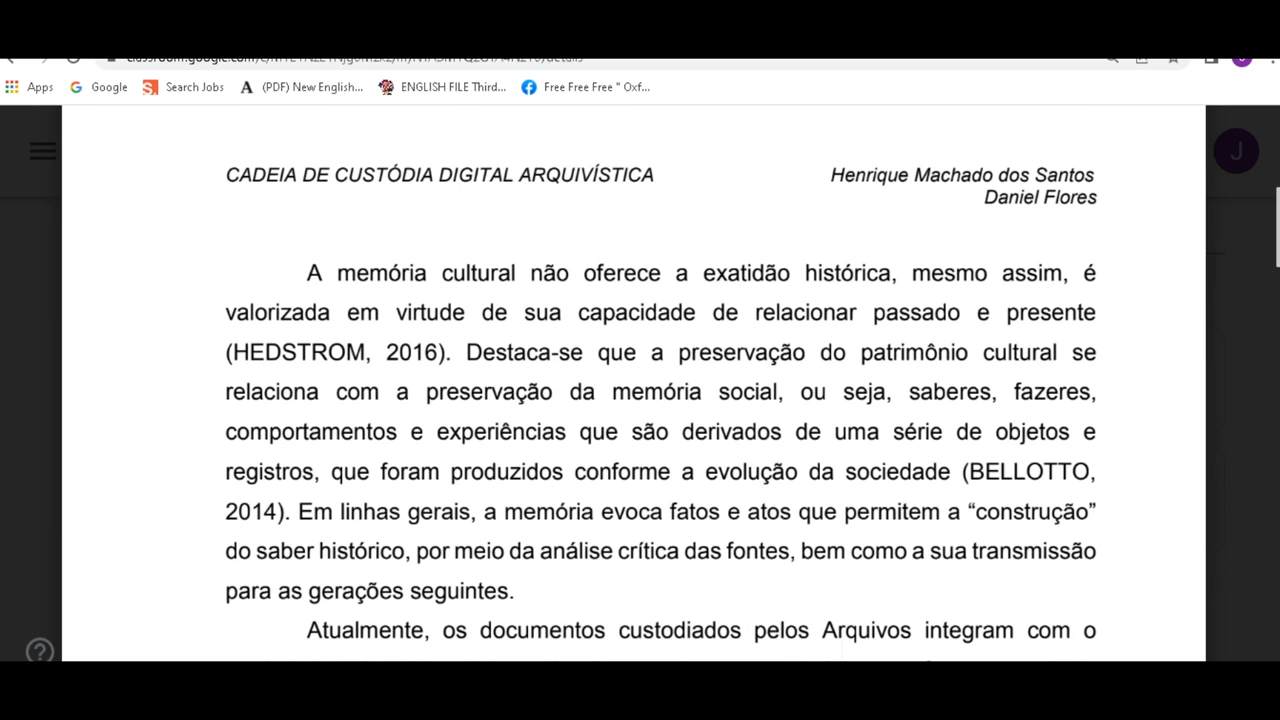 Apps
Google
Search Jobs
(PDF) New English...
ENGLISH FILE Third...
Free Free Free " Oxf...
J
CADEIA DE CUSTÓDIA DIGITAL ARQUIVÍSTICA
Henrique Machado dos Santos
Daniel Flores
A memória cultural não oferece a exatidão histórica, mesmo assim, é
valorizada em virtude de sua capacidade de relacionar passado e presente
(HEDSTROM, 2016). Destaca-se que a preservação do patrimônio cultural se
relaciona com a preservação da memória social, ou seja, saberes, fazeres,
comportamentos e experiências que são derivados de uma série de objetos e
registros, que foram produzidos conforme a evolução da sociedade (BELLOTTO,
2014). Em linhas gerais, a memória evoca fatos e atos que permitem a “construção”
do saber histórico, por meio da análise crítica das fontes, bem como a sua transmissão
para as gerações seguintes.
Atualmente, os documentos custodiados pelos Arquivos integram com o